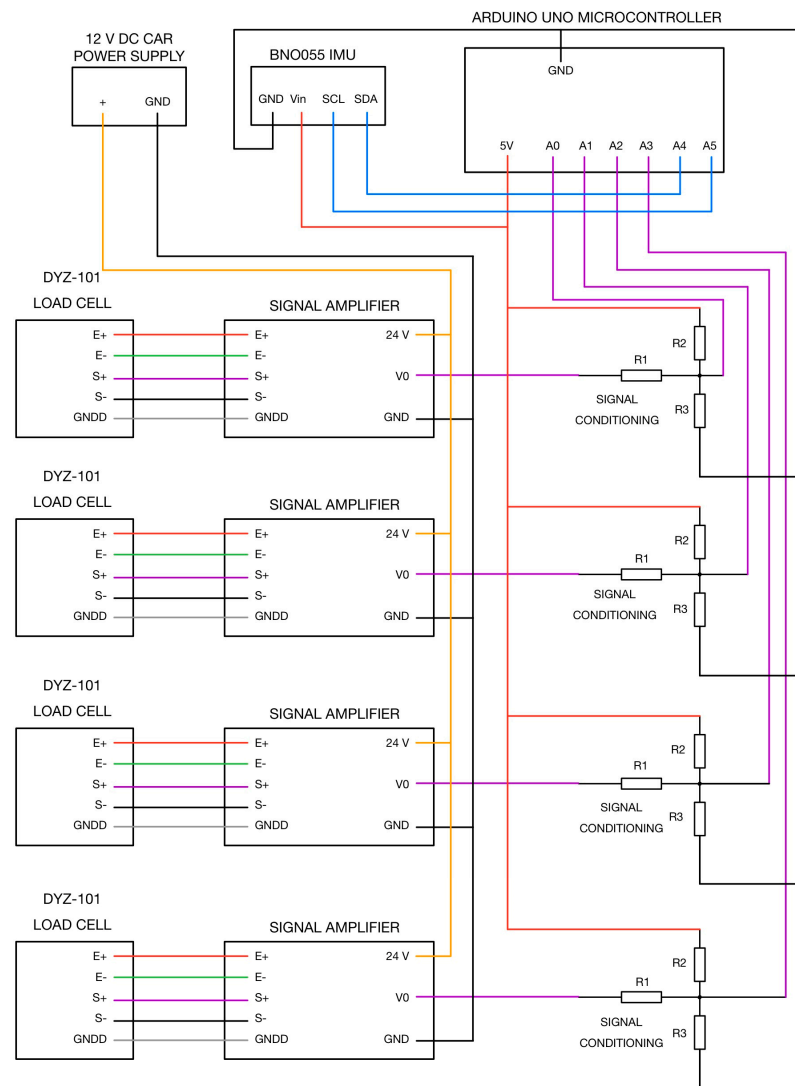 ARDUINO UNO MICROCONTROLLER
12 V DC CAR
POWER SUPPLY
BNO055 IMU
GND
+ GND
GND Vin SCL SDA
5V A0 A1 A2 A3 A4 A5
DYZ-101
LOAD CELL
SIGNAL AMPLIFIER
E+ E+ 24 V
E- E-
S+ S+ V0
S- S-
GNDD GNDD GND
R2
R1
R3
SIGNAL
CONDITIONING
DYZ-101
LOAD CELL
SIGNAL AMPLIFIER
E+ E+ 24 V
E- E-
S+ S+ V0
S- S-
GNDD GNDD GND
R2
R1
R3
SIGNAL
CONDITIONING
DYZ-101
LOAD CELL
SIGNAL AMPLIFIER
E+ E+ 24 V
E- E-
S+ S+ V0
S- S-
GNDD GNDD GND
R2
R1
R3
SIGNAL
CONDITIONING
DYZ-101
LOAD CELL
SIGNAL AMPLIFIER
E+ E+ 24 V
E- E-
S+ S+ V0
S- S-
GNDD GNDD GND
R2
R1
R3
SIGNAL
CONDITIONING